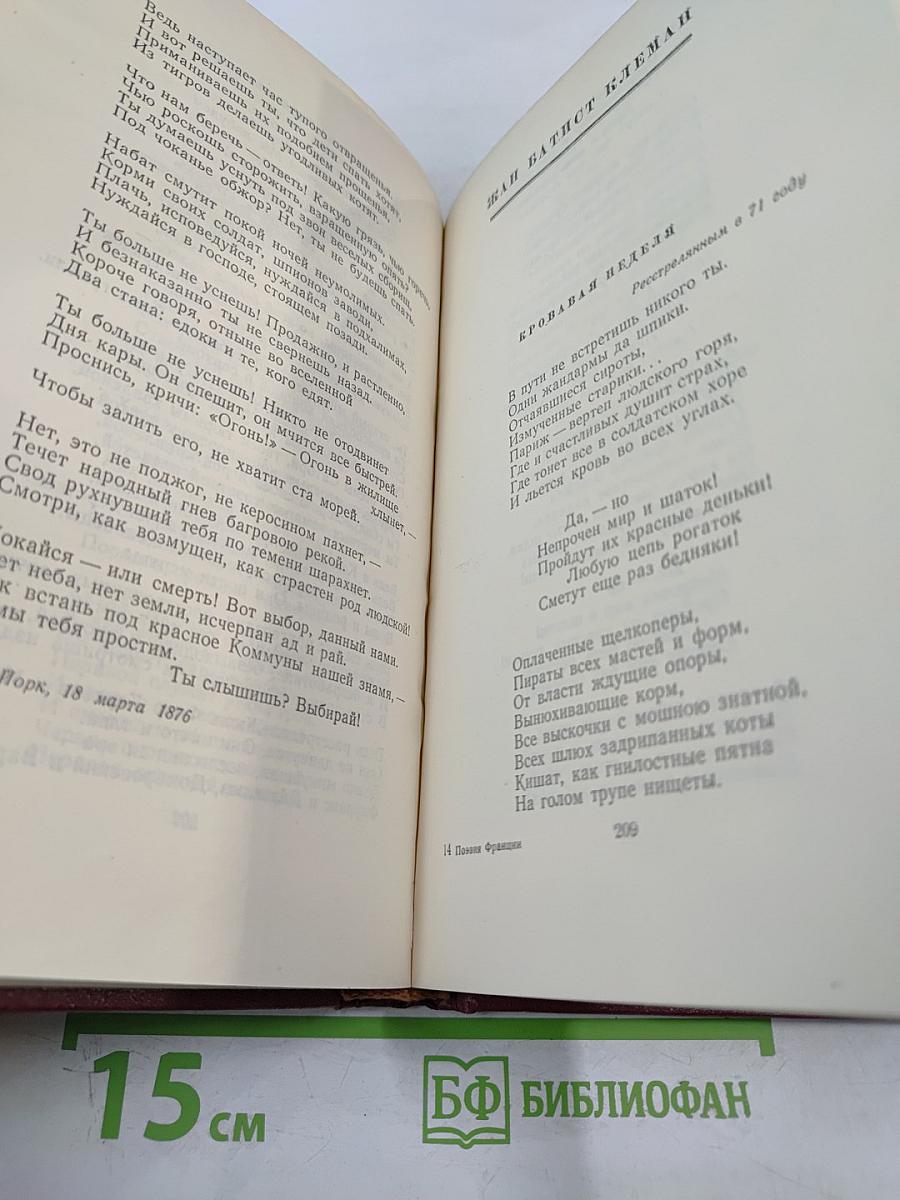 Ведь наступает час тупого отвращенья,
И вот решаешь ты, что дети спать хотят,
Приманиваешь их подобием прощенья,
Из тигров делаешь угодливых котят.
Что нам беречь — ответь! Какую грязь, чью горечь,
Чью роскошь сторожить, взращенную опять?
Ты думаешь уснуть под звон веселых сборищ,
Под чоканье обжор? Нет, ты не будешь спать.
Набат смутит покой ночей неумолимых.
Корми своих солдат, шпионов заводи,
Плачь, исповедуйся, нуждайся в подхалимах,
Нуждайся в господе, стоящем позади.
Ты больше не уснешь! Продажно, и растленно,
И безнаказанно ты не свернешь назад.
Короче говоря, отныне во вселенной
Два стана: едоки и те, кого едят.
Ты больше не уснешь! Никто не отодвинет
Дня кары. Он спешит, он мчится все быстрей.
Проснись, кричи: «Огонь!» — Огонь в жилище
хлынет, —
Чтобы залить его, не хватит ста морей.
Нет, это не поджог, не керосином пахнет, —
Течет народный гнев багровою рекой.
Свод рухнувший тебя по темени шарахнет.
Смотри, как возмущен, как страстен род людской!
Покайся — или смерть! Вот выбор, данный нами.
ет неба, нет земли, исчерпан ад и рай.
к встань под красное Коммуны нашей знамя, —
мы тебя простим.
Ты слышишь? Выбирай!
Йорк, 18 марта 1876
ЖАН БАТИСТ КЛЕМАН
КРОВАВАЯ НЕДЕЛЯ
Расстрелянным в 71 году
В пути не встретишь никого ты.
Одни жандармы да шпики.
Отчаявшиеся сироты,
Измученные старики. .
Париж — вертеп людского горя,
Где и счастливых душит страх,
Где тонет все в солдатском хоре
И льется кровь во всех углах.
Да, — но
Непрочен мир и шаток!
Пройдут их красные деньки!
Любую цепь рогаток
Сметут еще раз бедняки!
Оплаченные щелкоперы,
Пираты всех мастей и форм,
От власти ждущие опоры,
Вынюхивающие корм,
Все выскочки с мошною знатной,
Всех шлюх задрипанных коты
Кишат, как гнилостные пятна
На голом трупе нищеты.
14 Поэзия Франции
209
15 см
БФ БИБЛИОФАН